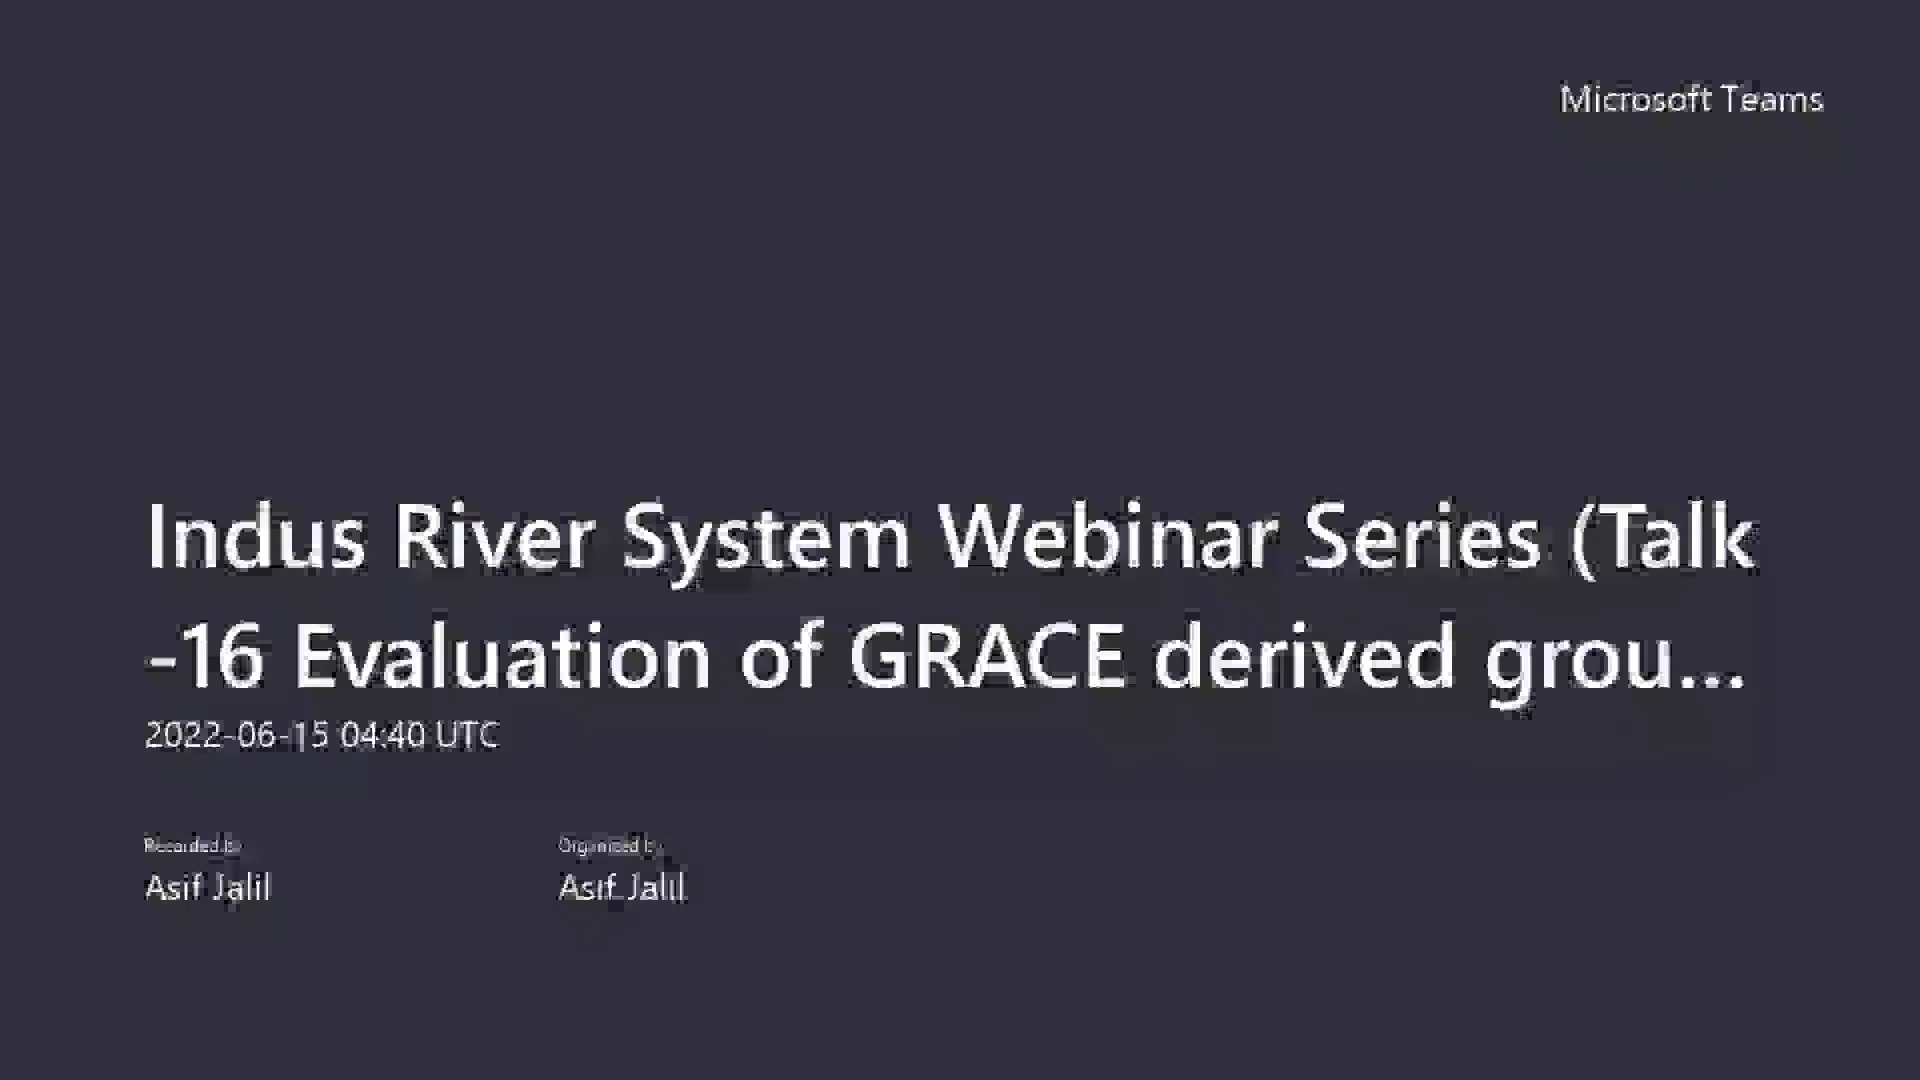 Microsoft Teams
Indus River System Webinar Series (Talk
-16 Evaluation of GRACE derived grou...
2022-06-15 04:40 UTC
Recorded by
Organized by
Asif Jalil
Asif Jalil